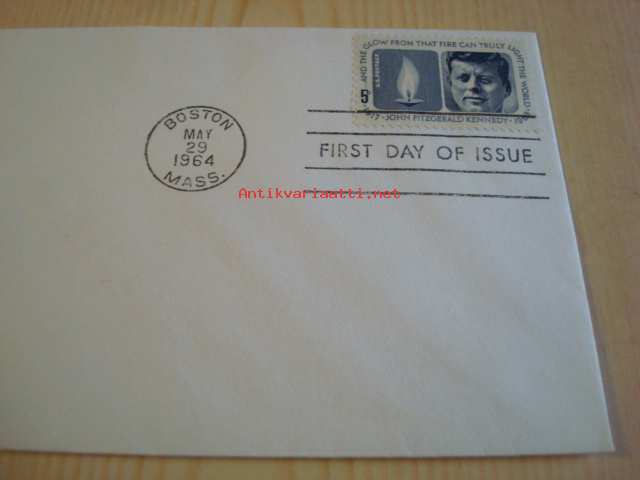 AND THE GLOW FROM THAT FIRE CAN TRULY LIGHT THE WORLD
U.S. POSTAGE
5¢
JOHN FITZGERALD KENNEDY
BOSTON
MAY
29
1964
MASS.
FIRST DAY OF ISSUE
Antikvariaatti.net